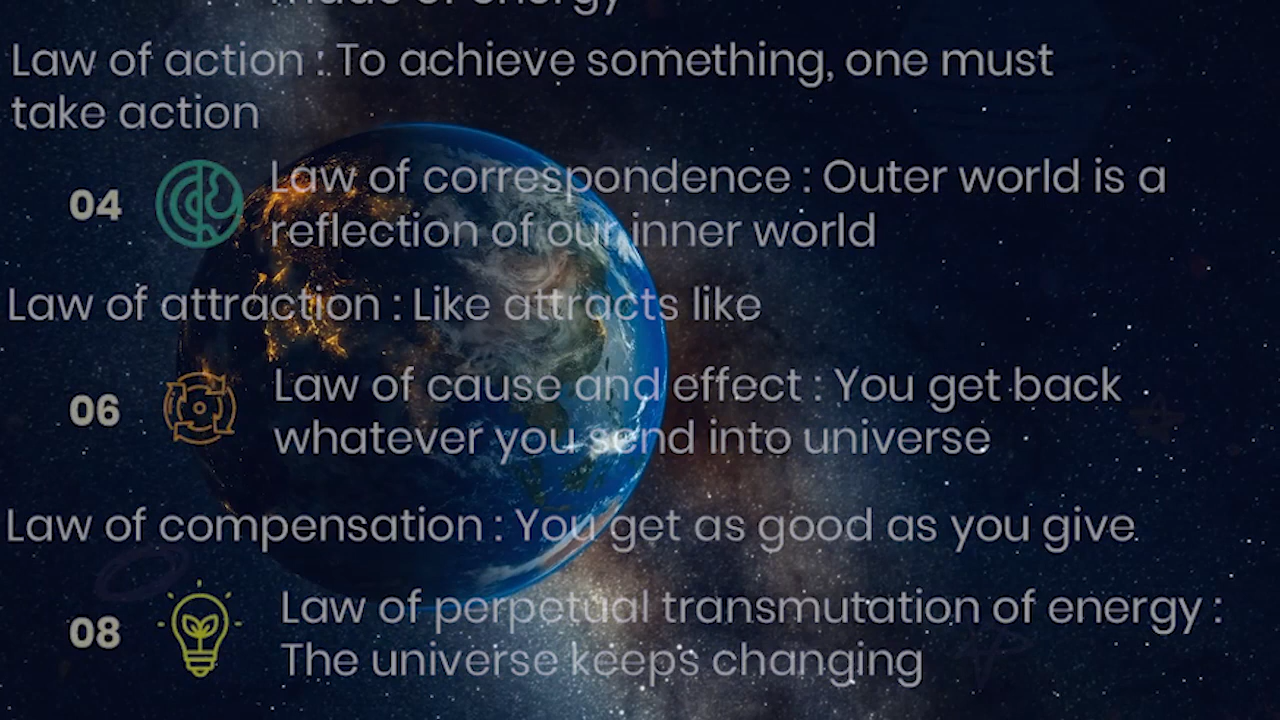 made of energy
Law of action : To achieve something, one must
take action
04
Law of correspondence : Outer world is a
reflection of our inner world
Law of attraction : Like attracts like
06
Law of cause and effect : You get back
whatever you send into universe
Law of compensation : You get as good as you give
08
Law of perpetual transmutation of energy :
The universe keeps changing